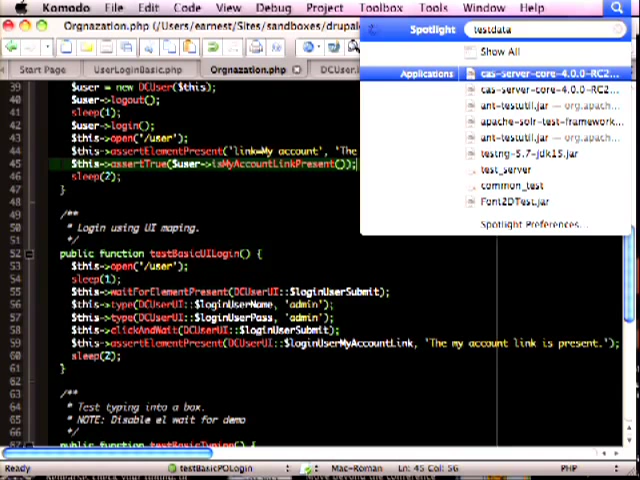 Komodo File Edit Code Debug Project Toolbox Tools Window Help
Orgnazation.php (/Users/earnest/Sites/sandboxes/drupal
Spotlight testdata
Show All
Start Page UserLoginBasic.php Orgnazation.php DCUser.
Applications cas-server-core-4.0.0-RC2...
cas-server-core-4.0.0-RC2...
ant-testutil.jar — org.apach...
apache-solr-test-framework...
ant-testutil.jar — org.apach...
testng-5.7-jdk15.jar
test_server
common_test
Font2DTest.jar
Spotlight Preferences...
39 $user = new DCUser($this);
40 $user->logout();
41 sleep(1);
42 $user->login();
43 $this->open('/user');
44 $this->assertElementPresent('link=My account', 'The
45 $this->assertTrue($user->isMyAccountLinkPresent());
46 sleep(2);
47 }
48
49 /**
50 * Login using UI maping.
51 */
52 public function testBasicUILogin() {
53 $this->open('/user');
54 sleep(1);
55 $this->waitForElementPresent(DCUserUI::$loginUserSubmit);
56 $this->type(DCUserUI::$loginUserName, 'admin');
57 $this->type(DCUserUI::$loginUserPass, 'admin');
58 $this->clickAndWait(DCUserUI::$loginUserSubmit);
59 $this->assertElementPresent(DCUserUI::$loginUserMyAccountLink, 'The my account link is present.');
60 sleep(2);
61 }
62
63 /**
64 * Test typing into a box.
65 * NOTE: Disable el wait for demo
66 */
67 public function testBasicTyping() {
Ready testBasicPOLogin Mac-Roman Ln: 45 Col: 56 PHP